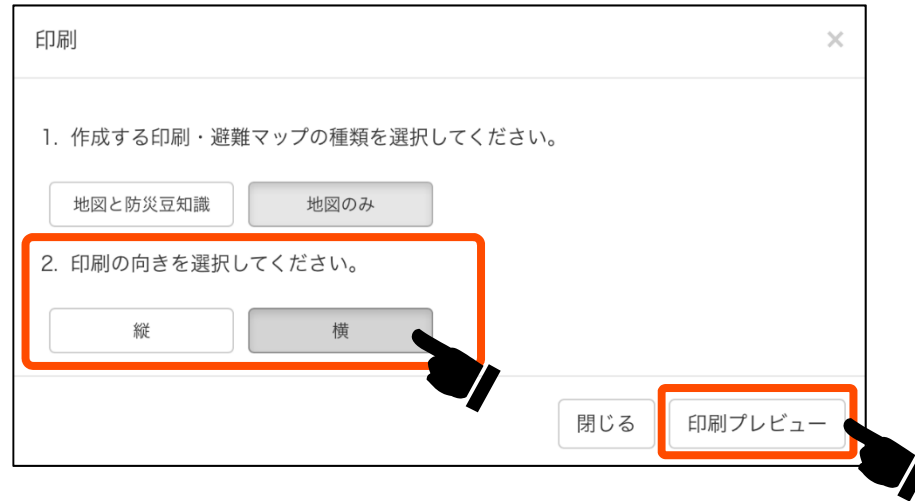 印刷
×
1. 作成する印刷・避難マップの種類を選択してください。
地図と防災豆知識 地図のみ
2. 印刷の向きを選択してください。
縦 横
閉じる 印刷プレビュー